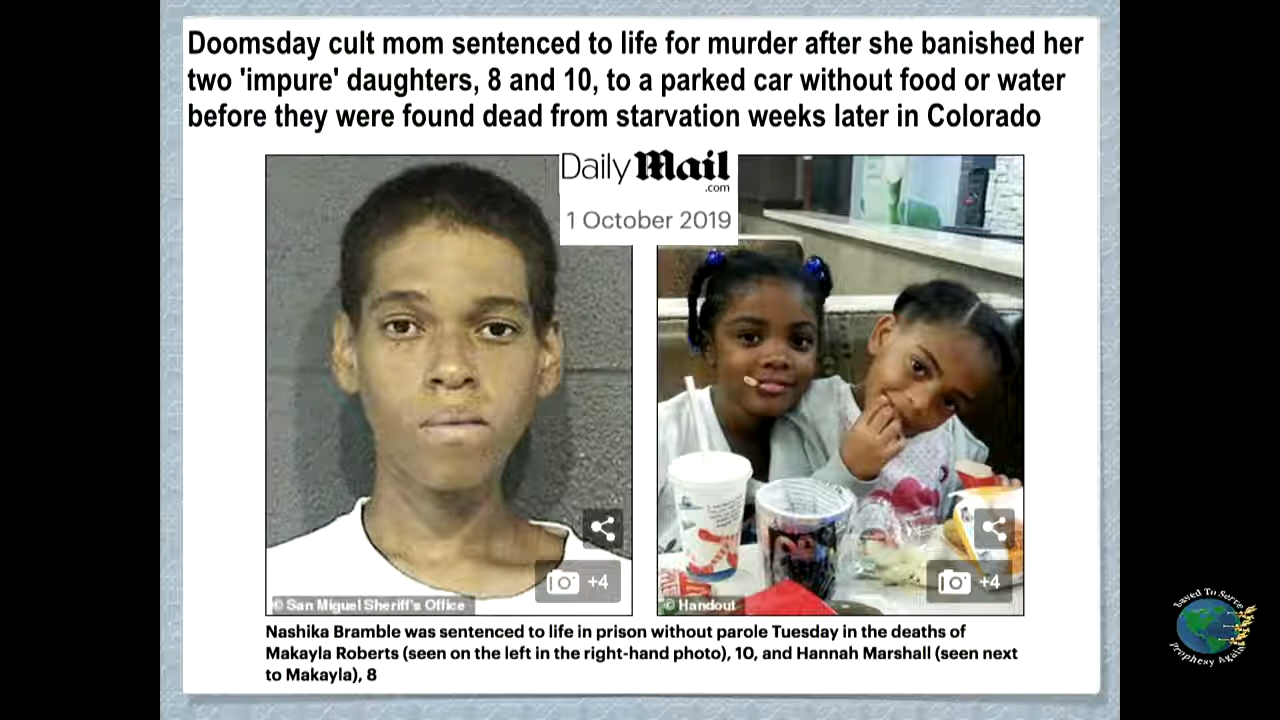 Doomsday cult mom sentenced to life for murder after she banished her
two 'impure' daughters, 8 and 10, to a parked car without food or water
before they were found dead from starvation weeks later in Colorado
Daily Mail
.com
1 October 2019
+4
+4
© San Miguel Sheriff's Office
© Handout
Nashika Bramble was sentenced to life in prison without parole Tuesday in the deaths of
Makayla Roberts (seen on the left in the right-hand photo), 10, and Hannah Marshall (seen next
to Makayla), 8
To Serve
Prophesy Again